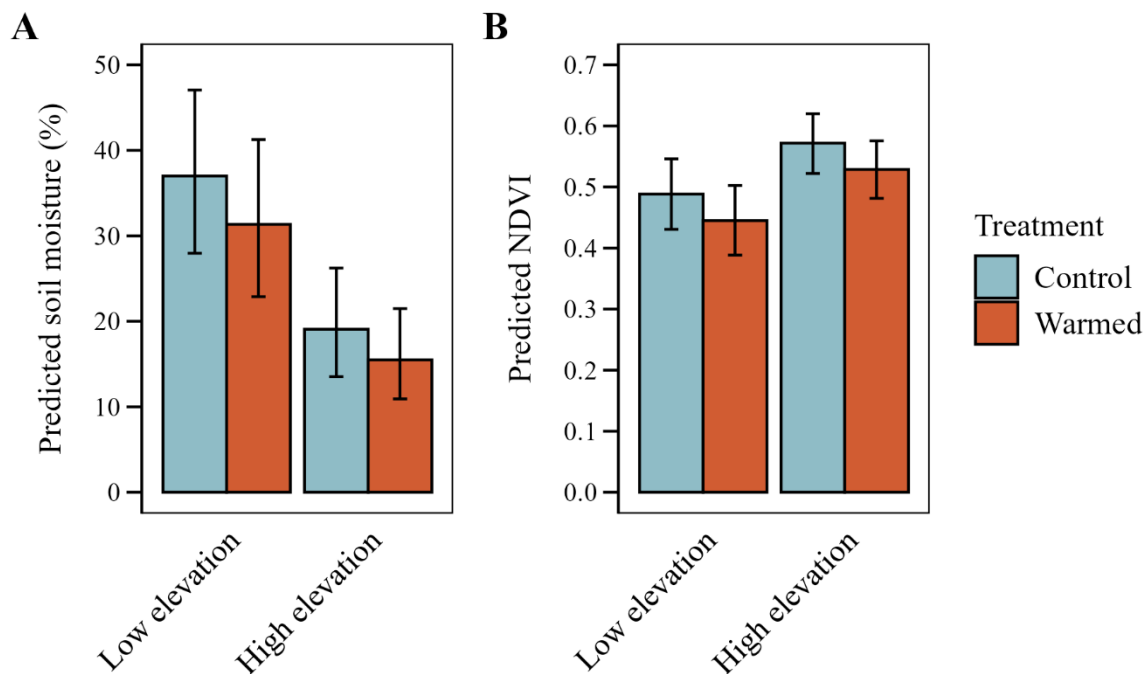 A
Predicted soil moisture (%)
50
40
30
20
10
0
Low elevation
High elevation
B
Predicted NDVI
0.7
0.6
0.5
0.4
0.3
0.2
0.1
0.0
Low elevation
High elevation
Treatment
Control
Warmed